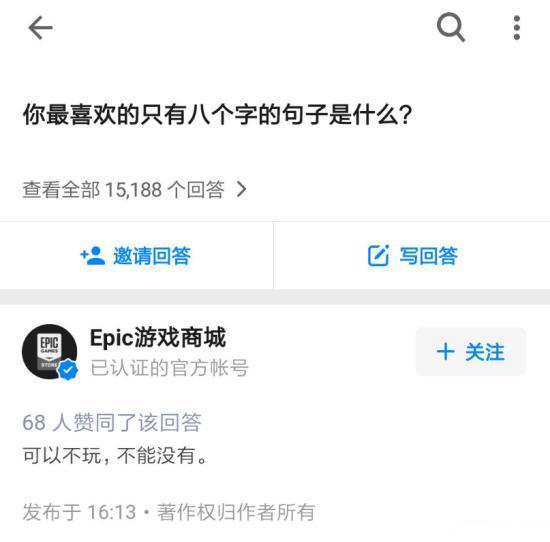 你最喜欢的只有八个字的句子是什么?
查看全部 15,188 个回答
邀请回答
写回答
EPIC
GAMES
STORE
Epic游戏商城
已认证的官方帐号
+ 关注
68 人赞同了该回答
可以不玩，不能没有。
发布于 16:13・著作权归作者所有